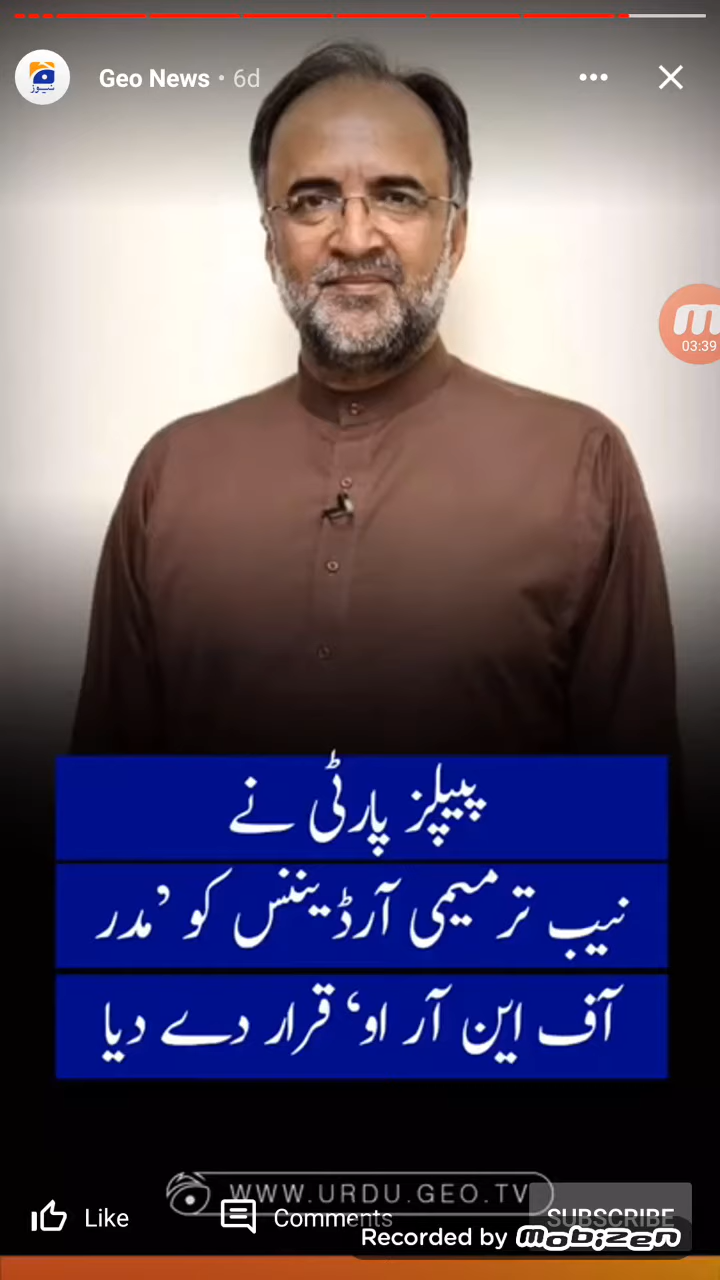 Geo News • 6d
نیوز
03:39
پیپلز پارٹی نے
نیب ترمیمی آرڈیننس کو ’مدر
آف این آر او‘ قرار دے دیا
WWW.URDU.GEO.TV
Like
Comments
SUBSCRIBE
Recorded by mobizen